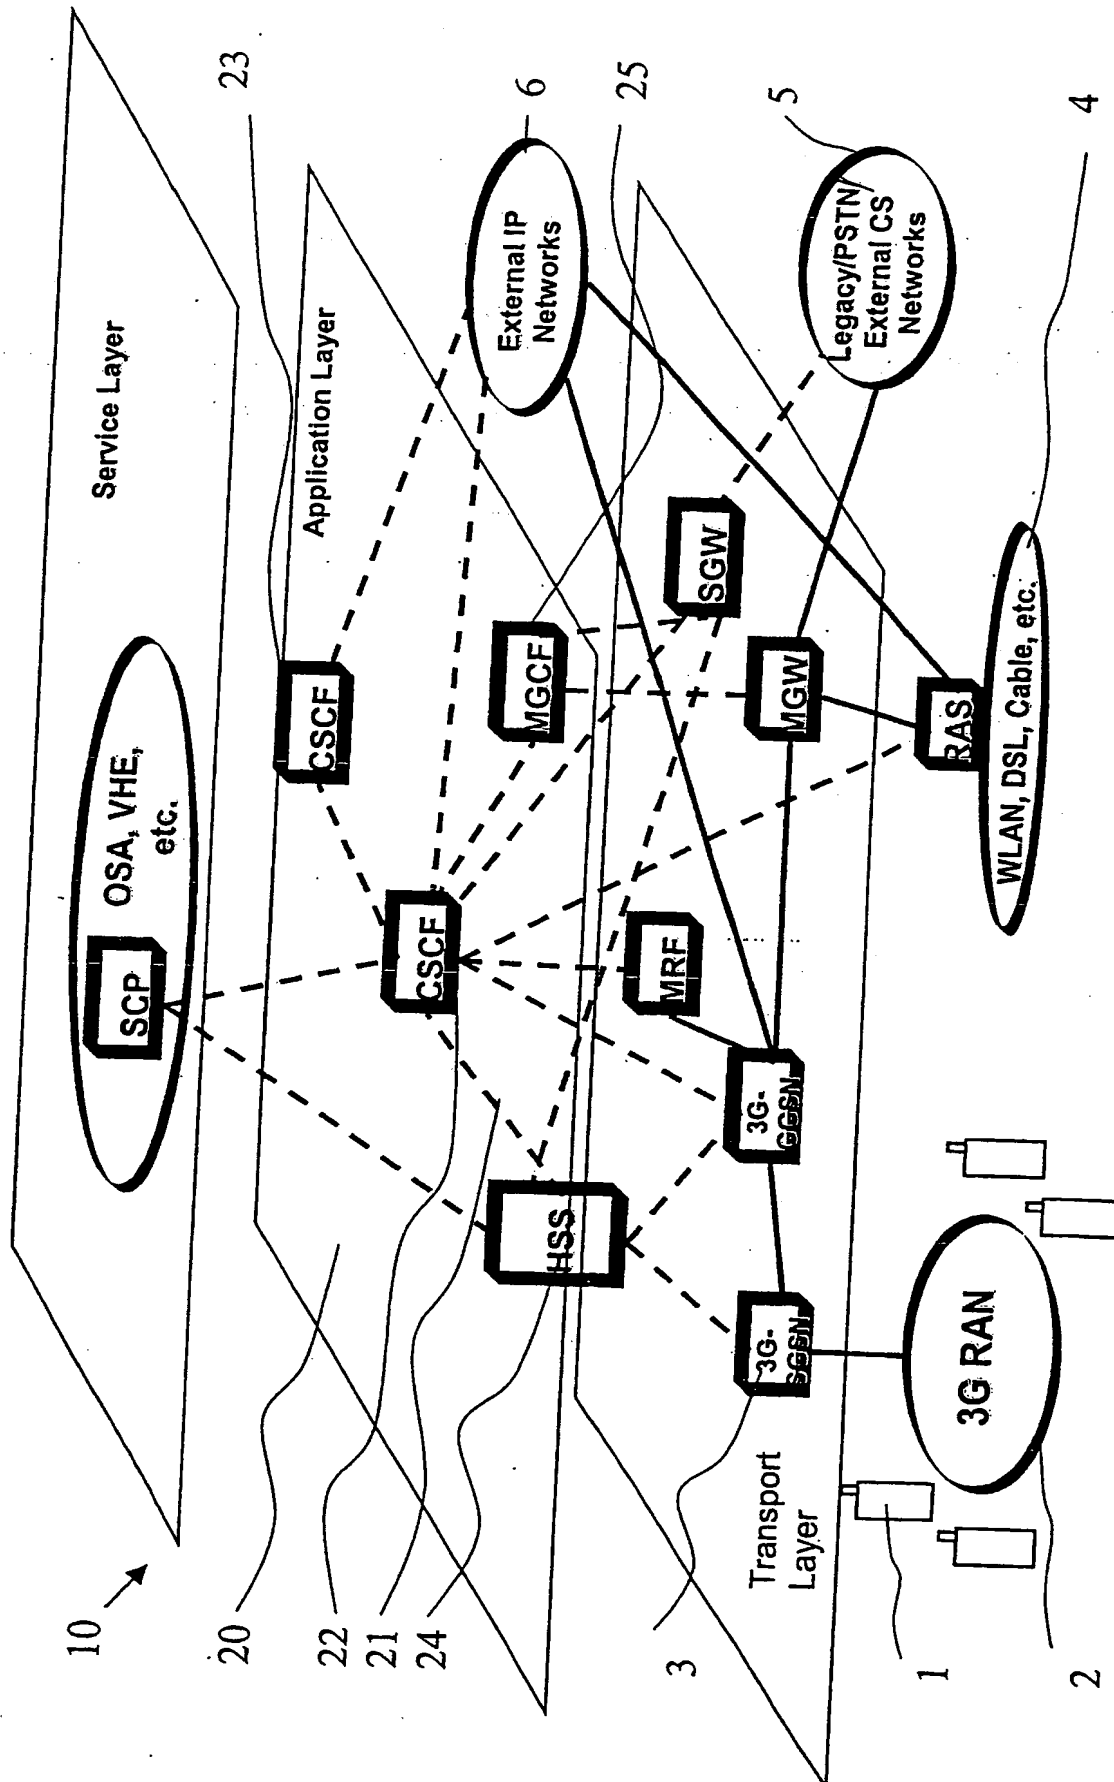 10
Service Layer
SCP
OSA, VHE,
etc.
23
20
Application Layer
CSCF
22
CSCF
21
6
External IP
Networks
24
HSS
MGCF
25
SGW
MRF
3
3G-
SGSN
3G-
GGSN
MGW
5
Legacy/PSTN/
External CS
Networks
Transport
Layer
RAS
1
2
3G RAN
WLAN, DSL, Cable, etc.
4